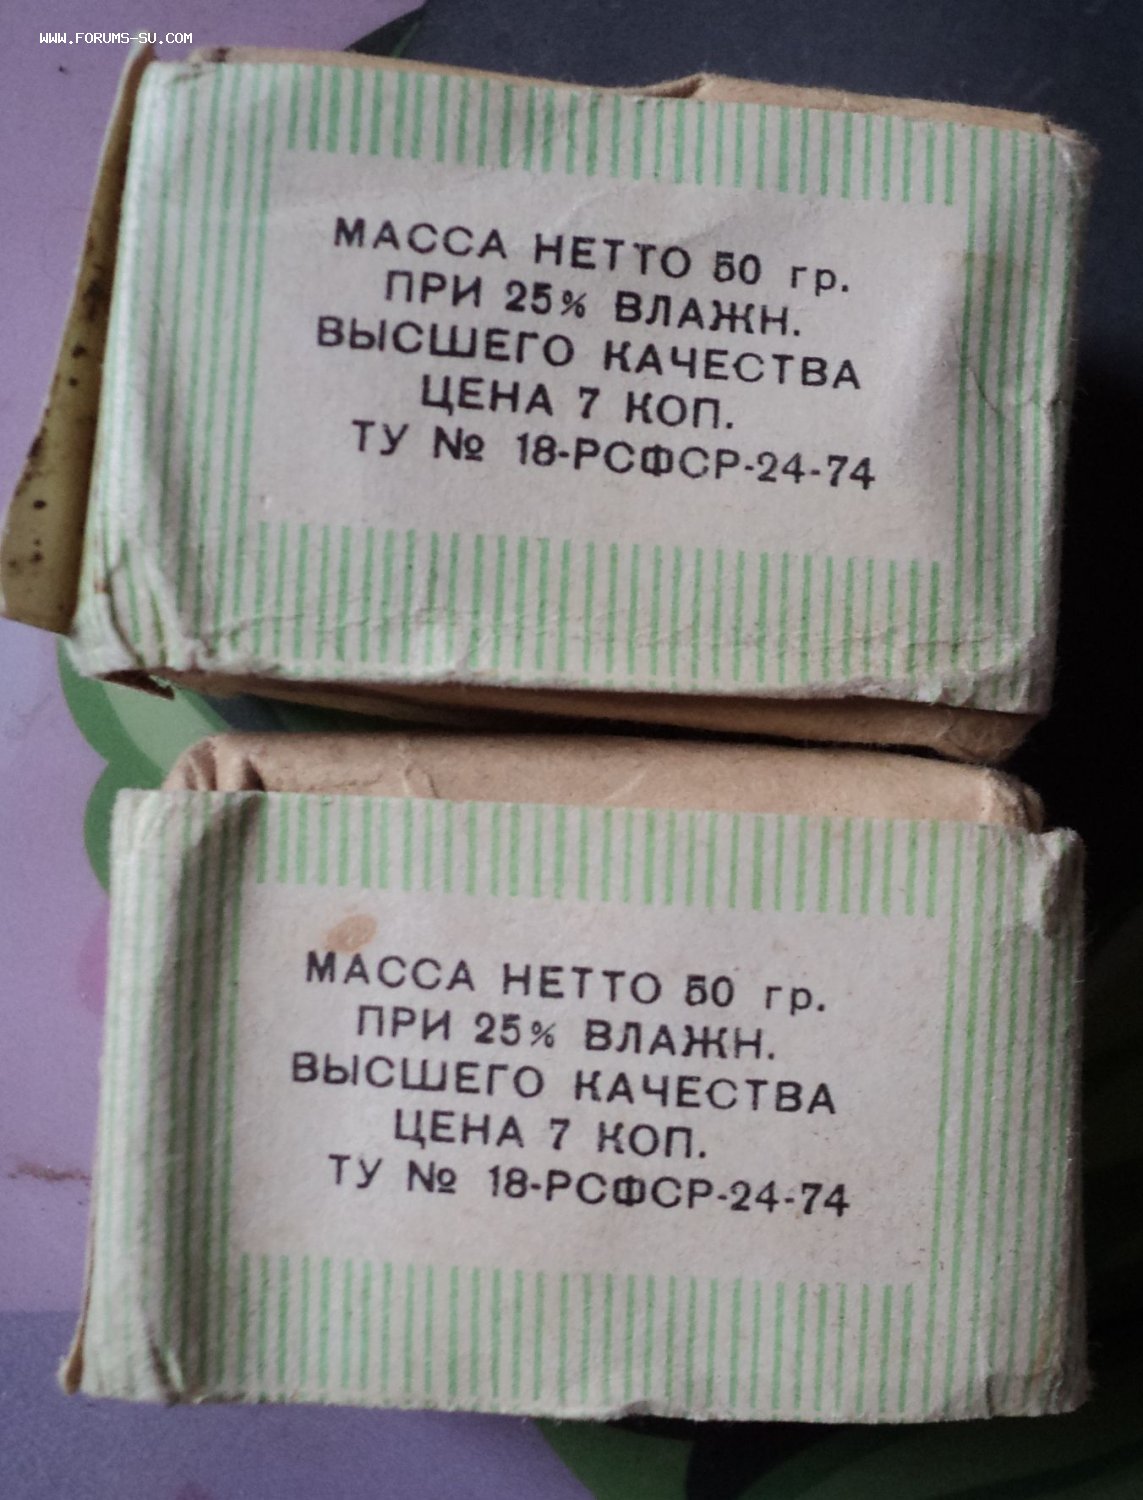 WWW.FORUMS-SU.COM
МАССА НЕТТО 50 гр.
ПРИ 25% ВЛАЖН.
ВЫСШЕГО КАЧЕСТВА
ЦЕНА 7 КОП.
ТУ № 18-РСФСР-24-74
МАССА НЕТТО 50 гр.
ПРИ 25% ВЛАЖН.
ВЫСШЕГО КАЧЕСТВА
ЦЕНА 7 КОП.
ТУ № 18-РСФСР-24-74